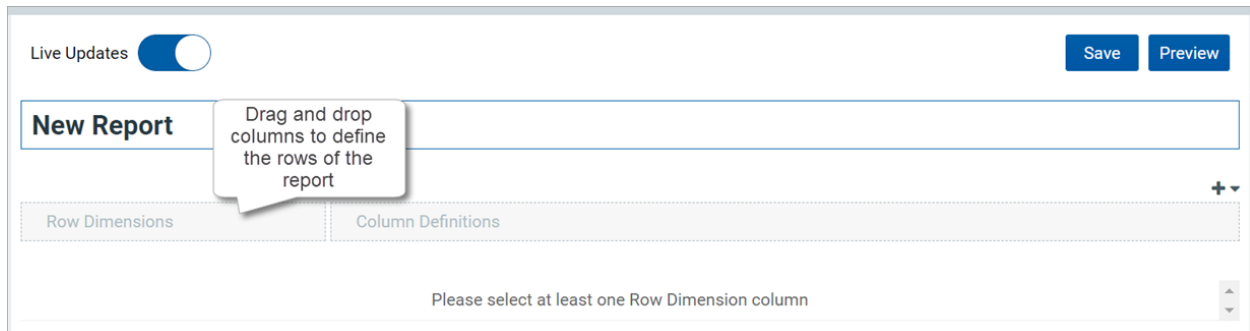 Live Updates
Save
Preview
New Report
Drag and drop
columns to define
the rows of the
report
Row Dimensions
Column Definitions
Please select at least one Row Dimension column